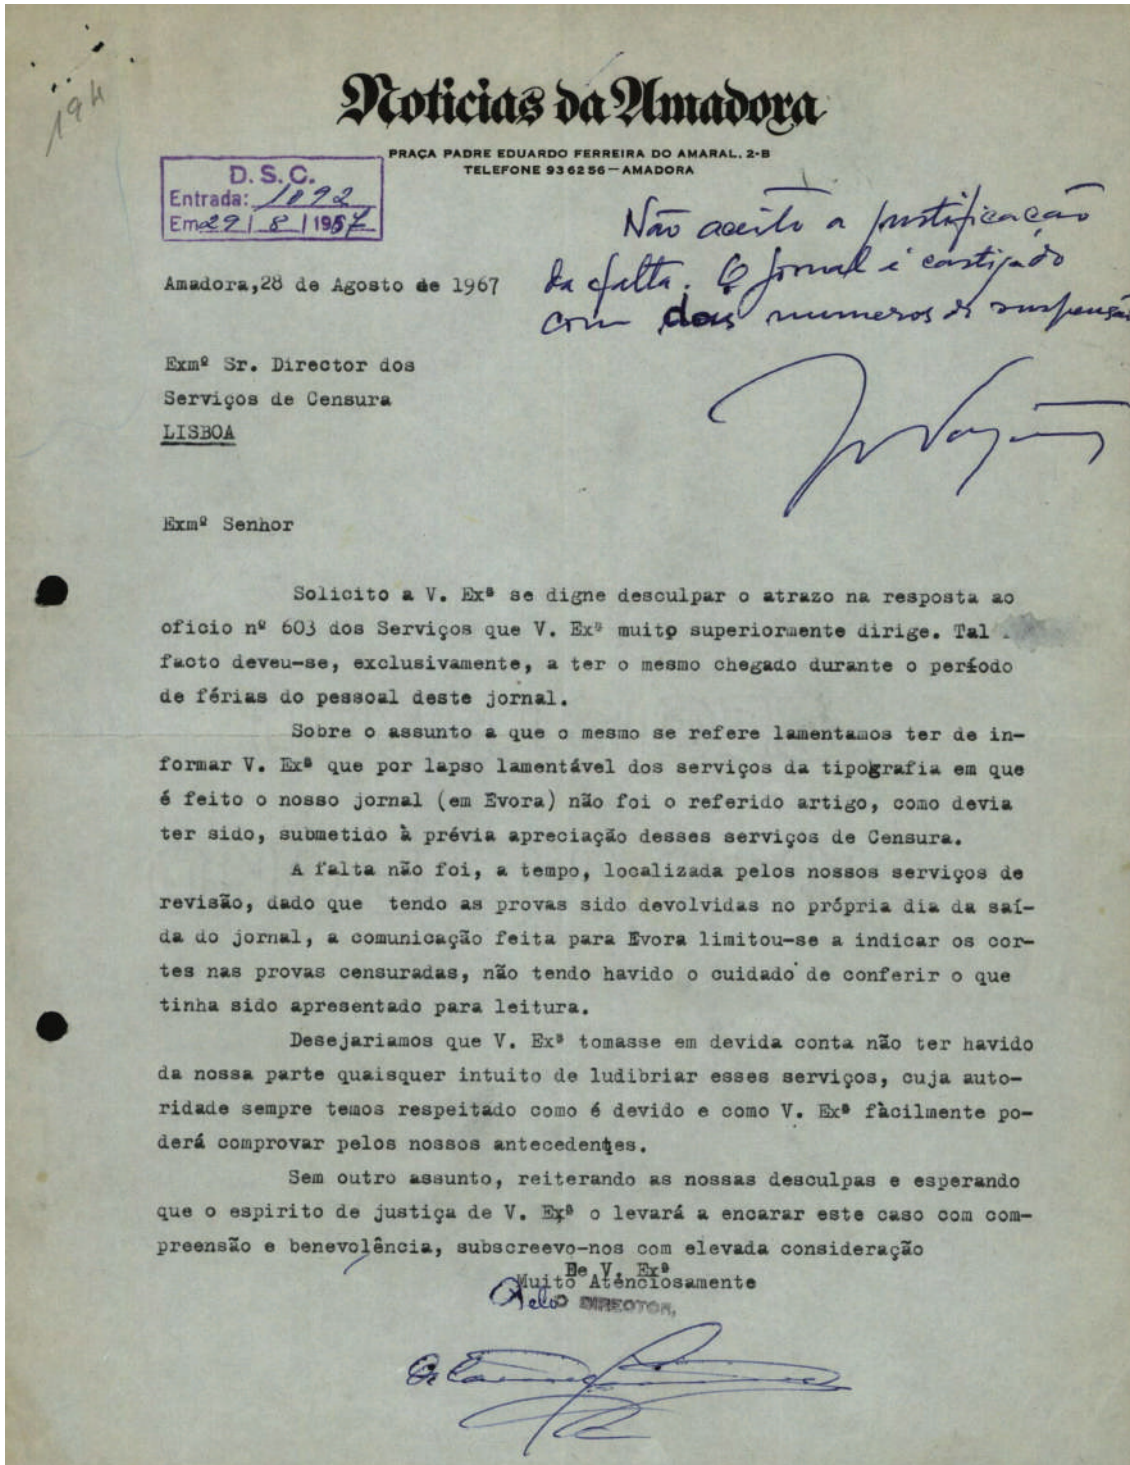 194
Noticias da Amadora
PRAÇA PADRE EDUARDO FERREIRA DO AMARAL, 2-B
TELEFONE 936256 — AMADORA
D. S. C.
Entrada: 1092
Em 29 / 8 / 1967
Não aceito a justificação
da falta. O jornal é castigado
com dois numeros de suspensão
Amadora, 28 de Agosto de 1967
Exmº Sr. Director dos
Serviços de Censura
LISBOA
Exmº Senhor
Solicito a V. Exª se digne desculpar o atrazo na resposta ao
oficio nº 603 dos Serviços que V. Exª muito superiormente dirige. Tal
facto deveu-se, exclusivamente, a ter o mesmo chegado durante o período
de férias do pessoal deste jornal.
Sobre o assunto a que o mesmo se refere lamentamos ter de in-
formar V. Exª que por lapso lamentável dos serviços da tipografia em que
é feito o nosso jornal (em Evora) não foi o referido artigo, como devia
ter sido, submetido à prévia apreciação desses serviços de Censura.
A falta não foi, a tempo, localizada pelos nossos serviços de
revisão, dado que tendo as provas sido devolvidas no própria dia da saí-
da do jornal, a comunicação feita para Evora limitou-se a indicar os cor-
tes nas provas censuradas, não tendo havido o cuidado de conferir o que
tinha sido apresentado para leitura.
Desejariamos que V. Exª tomasse em devida conta não ter havido
da nossa parte quaisquer intuito de ludibriar esses serviços, cuja auto-
ridade sempre temos respeitado como é devido e como V. Exª fàcilmente po-
derá comprovar pelos nossos antecedentes.
Sem outro assunto, reiterando as nossas desculpas e esperando
que o espirito de justiça de V. Exª o levará a encarar este caso com com-
preensão e benevolência, subscreevo-nos com elevada consideração
De V. Exª
Muito Atenciosamente
Pelo O DIRECTOR,